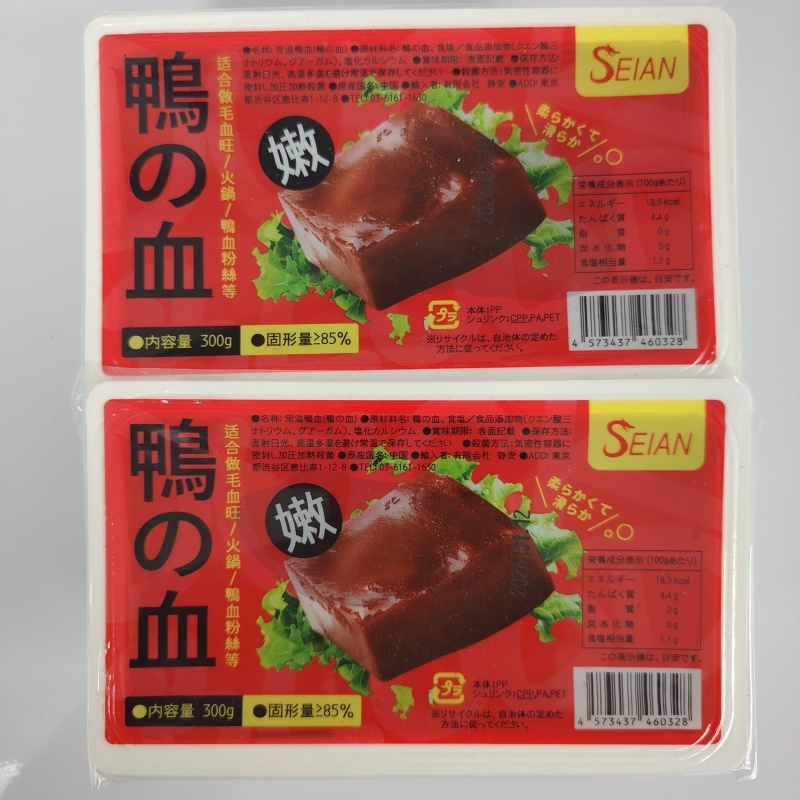 ●名称: 常温鴨血(鴨の血) ●原材料名: 鴨の血、食塩／食品添加物(クエン酸三
ナトリウム、グアーガム)、塩化カルシウム ●賞味期限: 表面記載 ●保存方法:
直射日光、高温多湿を避け常温で保存してください ●殺菌方法: 気密性容器に
密封し加圧加熱殺菌 ●原産国名: 中国 ●輸入者: 有限会社 静安 ●ADD: 東京
都渋谷区恵比寿1-12-8 ●TEL 03-6161-1630
SEIAN
鴨の血
适合做毛血旺/火鍋/鴨血粉絲等
嫩
柔らかくて
滑らか
栄養成分表示 (100gあたり)
エネルギー 18.9 kcal
たんぱく質 4.4 g
脂質 0 g
炭水化物 0 g
食塩相当量 1.1 g
この表示値は、目安です。
プラ
本体:PP
シュリンク:CPP,PA,PET
※リサイクルは、自治体の定めた
方法に従ってください。
4 573437 460328
●内容量 300g
●固形量≥85%
●名称: 常温鴨血(鴨の血) ●原材料名: 鴨の血、食塩／食品添加物(クエン酸三
ナトリウム、グアーガム)、塩化カルシウム ●賞味期限: 表面記載 ●保存方法:
直射日光、高温多湿を避け常温で保存してください ●殺菌方法: 気密性容器に
密封し加圧加熱殺菌 ●原産国名: 中国 ●輸入者: 有限会社 静安 ●ADD: 東京
都渋谷区恵比寿1-12-8 ●TEL 03-6161-1630
SEIAN
鴨の血
适合做毛血旺/火鍋/鴨血粉絲等
嫩
柔らかくて
滑らか
栄養成分表示 (100gあたり)
エネルギー 18.9 kcal
たんぱく質 4.4 g
脂質 0 g
炭水化物 0 g
食塩相当量 1.1 g
この表示値は、目安です。
プラ
本体:PP
シュリンク:CPP,PA,PET
※リサイクルは、自治体の定めた
方法に従ってください。
4 573437 460328
●内容量 300g
●固形量≥85%